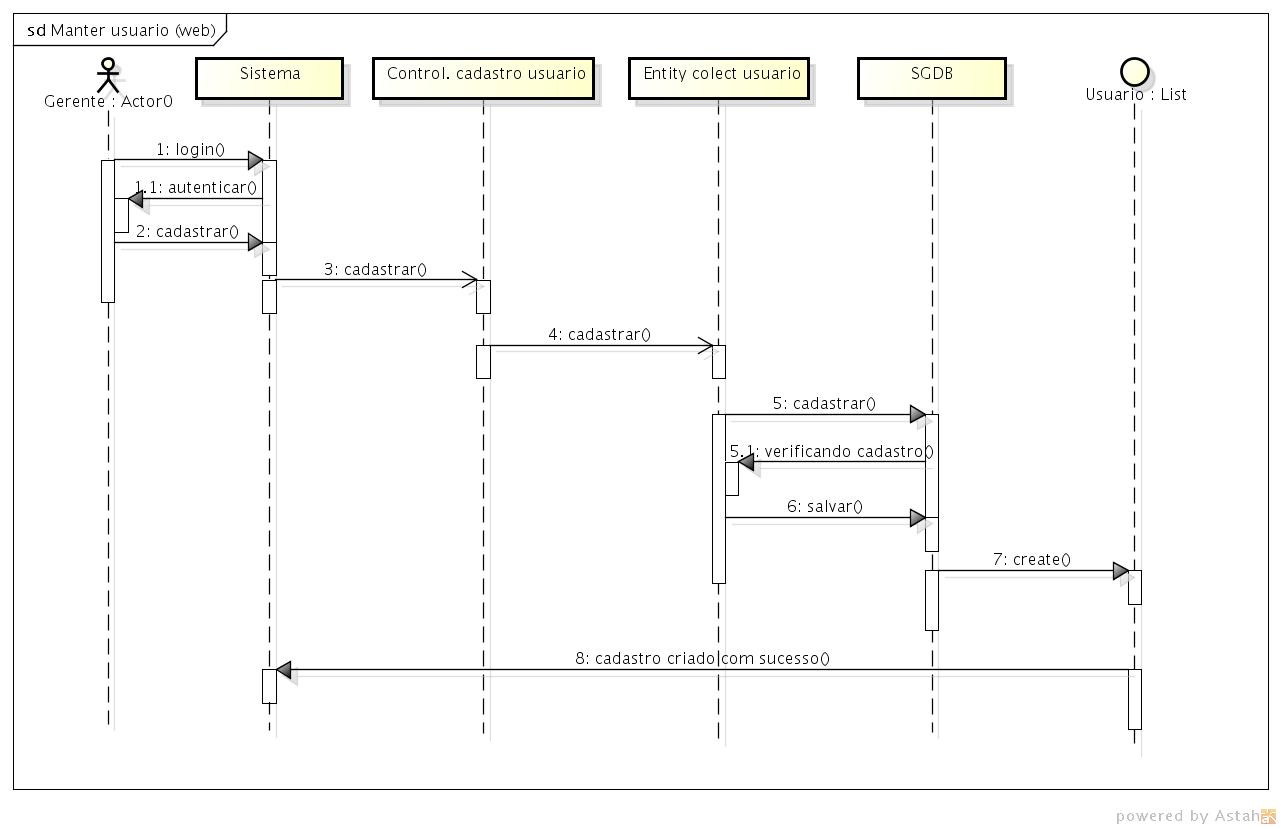 sd Manter usuario (web)
Gerente : Actor0
Sistema
Control. cadastro usuario
Entity colect usuario
SGDB
Usuario : List
1: login()
1.1: autenticar()
2: cadastrar()
3: cadastrar()
4: cadastrar()
5: cadastrar()
5.1: verificando cadastro()
6: salvar()
7: create()
8: cadastro criado com sucesso()
powered by Astah